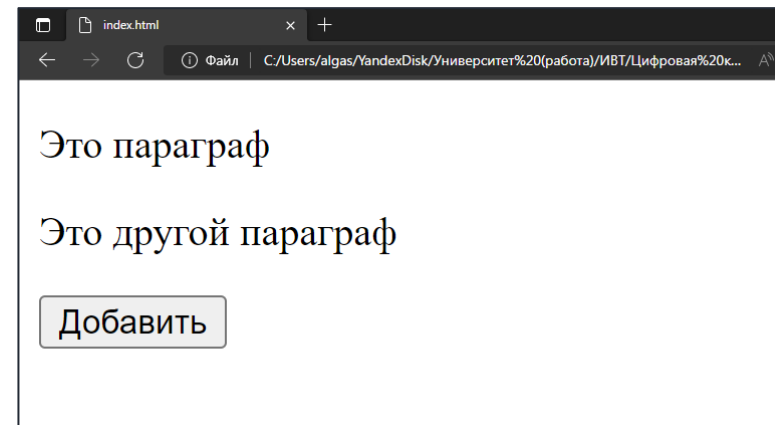 index.html
Файл C:/Users/algas/YandexDisk/Университет%20(работа)/ИВТ/Цифровая%20к...
Это параграф
Это другой параграф
Добавить